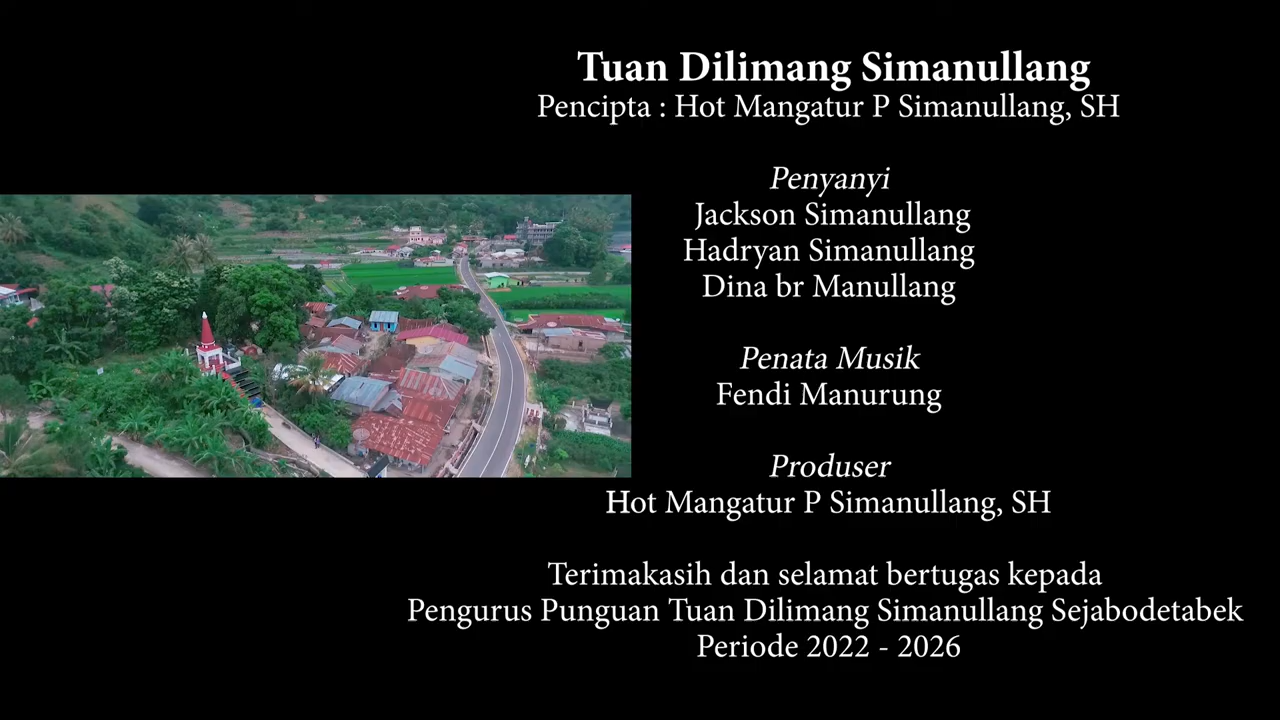 Tuan Dilimang Simanullang
Pencipta : Hot Mangatur P Simanullang, SH
Penyanyi
Jackson Simanullang
Hadryan Simanullang
Dina br Manullang
Penata Musik
Fendi Manurung
Produser
Hot Mangatur P Simanullang, SH
Terimakasih dan selamat bertugas kepada
Pengurus Punguan Tuan Dilimang Simanullang Sejabodetabek
Periode 2022 - 2026